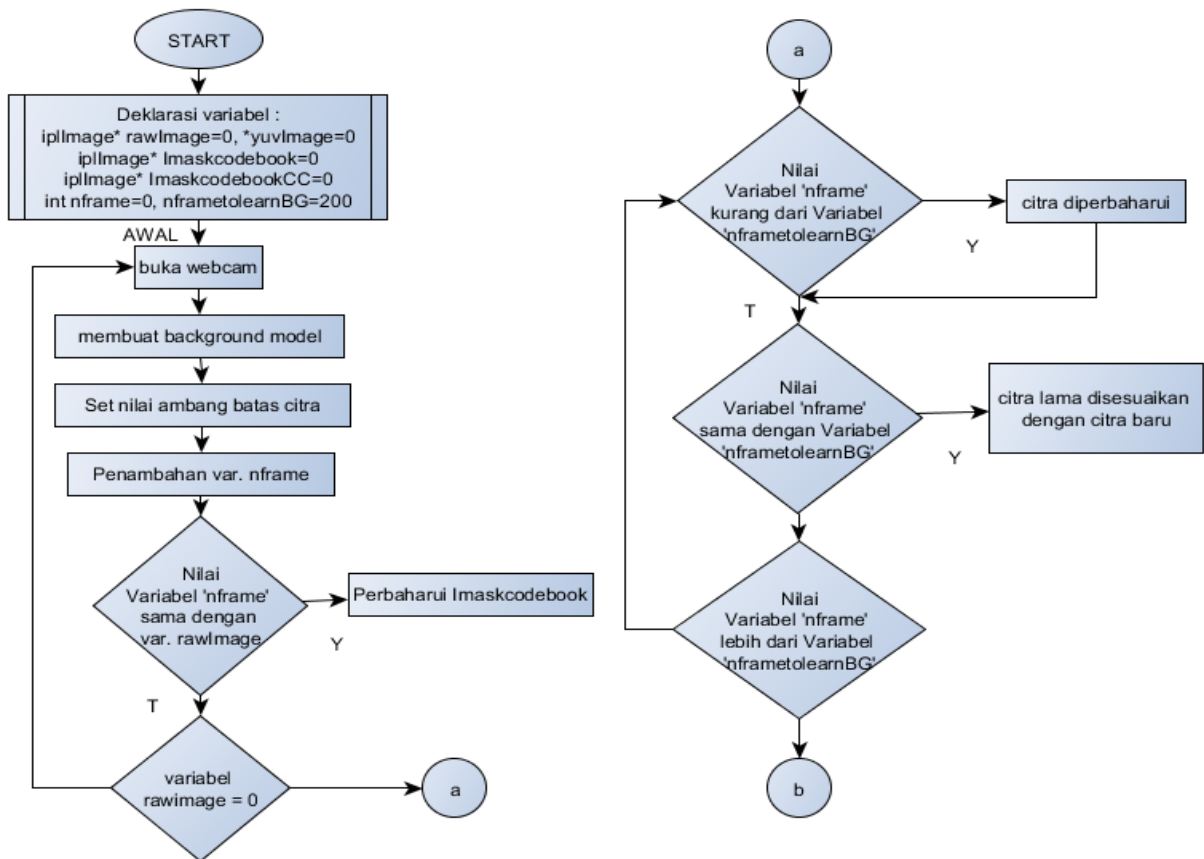 START
Deklarasi variabel :
iplImage* rawImage=0, *yuvImage=0
iplImage* Imaskcodebook=0
iplImage* ImaskcodebookCC=0
int nframe=0, nframetolearnBG=200
AWAL
buka webcam
membuat background model
Set nilai ambang batas citra
Penambahan var. nframe
Nilai
Variabel 'nframe'
sama dengan
var. rawImage
Perbaharui Imaskcodebook
Y
T
variabel
rawimage = 0
a
a
Nilai
Variabel 'nframe'
kurang dari Variabel
'nframetolearnBG'
citra diperbaharui
Y
T
Nilai
Variabel 'nframe'
sama dengan Variabel
'nframetolearnBG'
citra lama disesuaikan
dengan citra baru
Y
Nilai
Variabel 'nframe'
lebih dari Variabel
'nframetolearnBG'
b